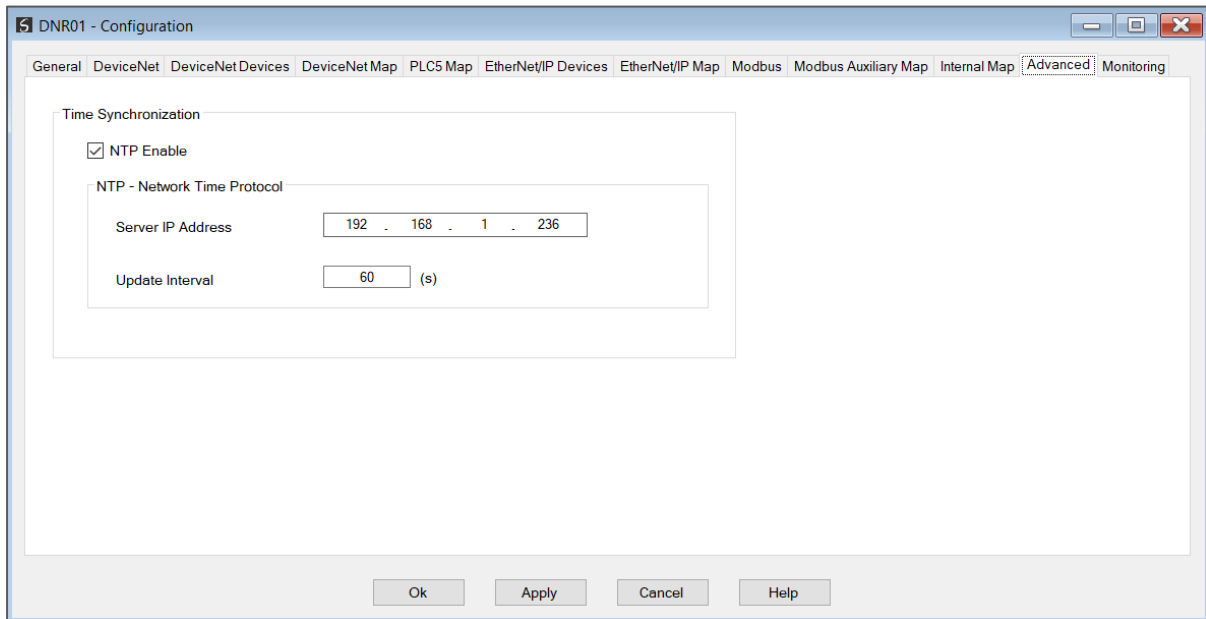 DNR01 - Configuration
General DeviceNet DeviceNet Devices DeviceNet Map PLC5 Map EtherNet/IP Devices EtherNet/IP Map Modbus Modbus Auxiliary Map Internal Map Advanced Monitoring
Time Synchronization
NTP Enable
NTP - Network Time Protocol
Server IP Address 192 . 168 . 1 . 236
Update Interval 60 (s)
Ok Apply Cancel Help